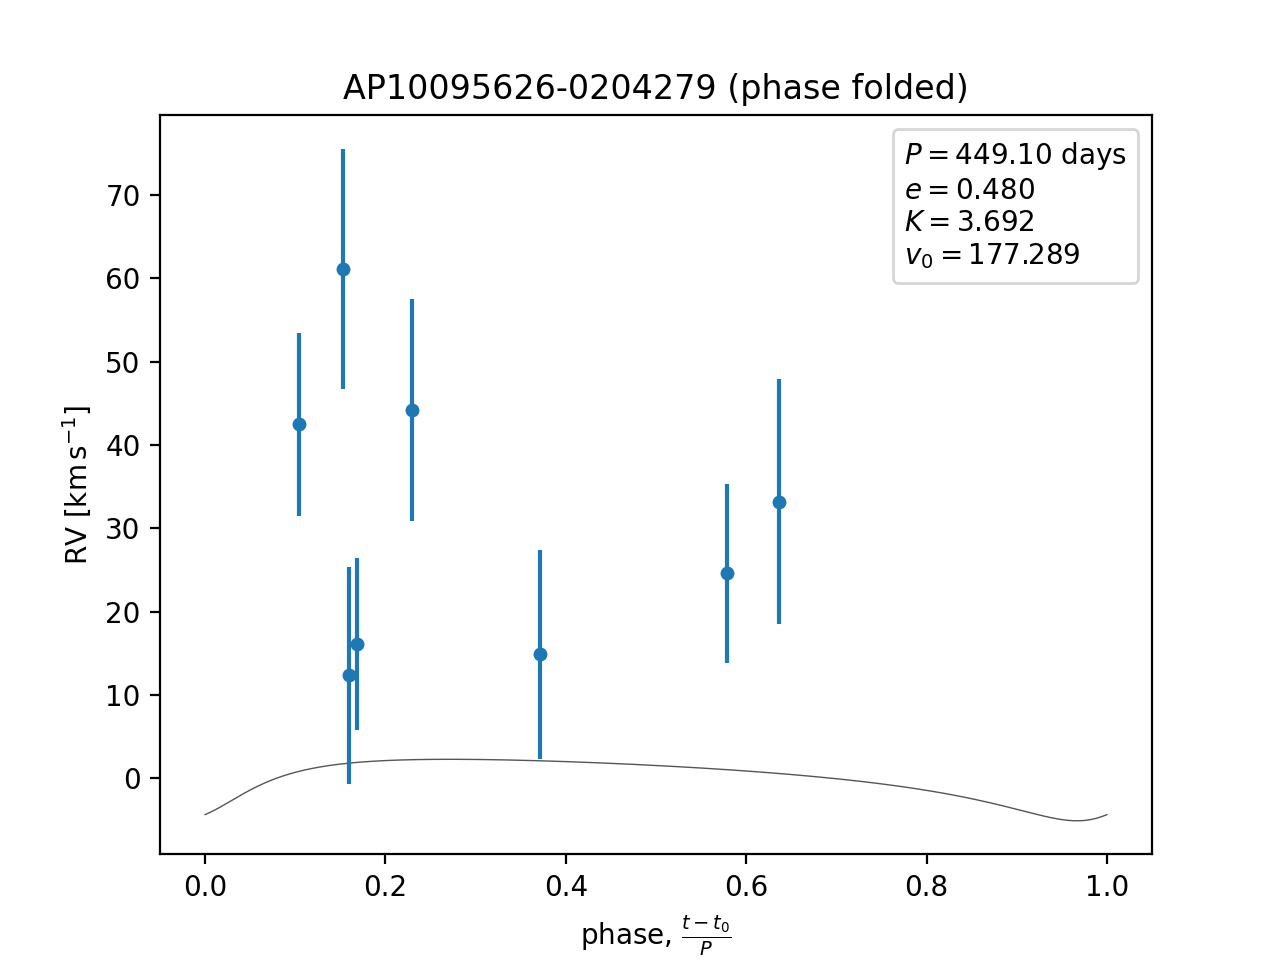 AP10095626-0204279 (phase folded)
P = 449.10 days
e = 0.480
K = 3.692
v₀ = 177.289
RV [km s⁻¹]
70
60
50
40
30
20
10
0
0.0 0.2 0.4 0.6 0.8 1.0
phase, (t − t₀)/P